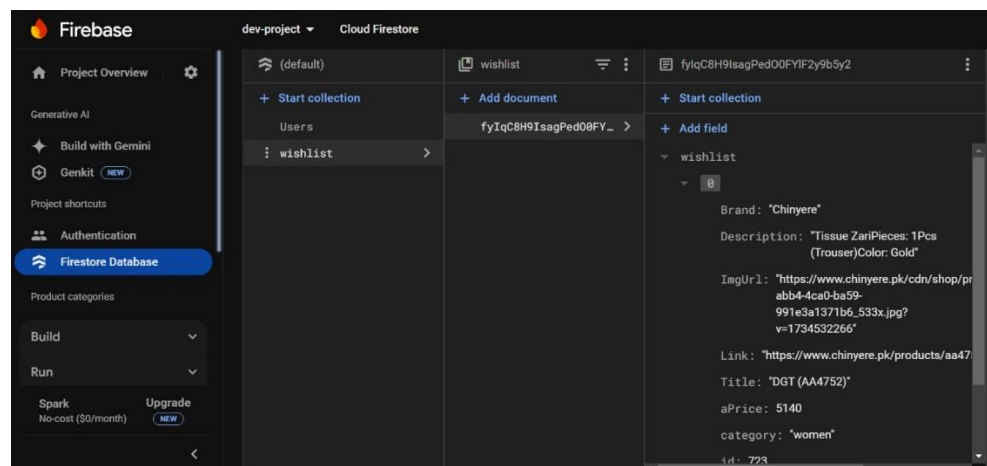 Firebase
dev-project
Cloud Firestore
Project Overview
Generative AI
Build with Gemini
Genkit NEW
Project shortcuts
Authentication
Firestore Database
Product categories
Build
Run
Spark
No-cost ($0/month)
Upgrade
NEW
(default)
+ Start collection
Users
wishlist
wishlist
+ Add document
fyIqC8H9IsagPedO0FY…
fyIqC8H9IsagPedO0FYIF2y9b5y2
+ Start collection
+ Add field
wishlist
0
Brand: "Chinyere"
Description: "Tissue ZariPieces: 1Pcs
(Trouser)Color: Gold"
ImgUrl: "https://www.chinyere.pk/cdn/shop/pr
abb4-4ca0-ba59-
991e3a1371b6_533x.jpg?
v=1734532266"
Link: "https://www.chinyere.pk/products/aa47
Title: "DGT (AA4752)"
aPrice: 5140
category: "women"
id: 723